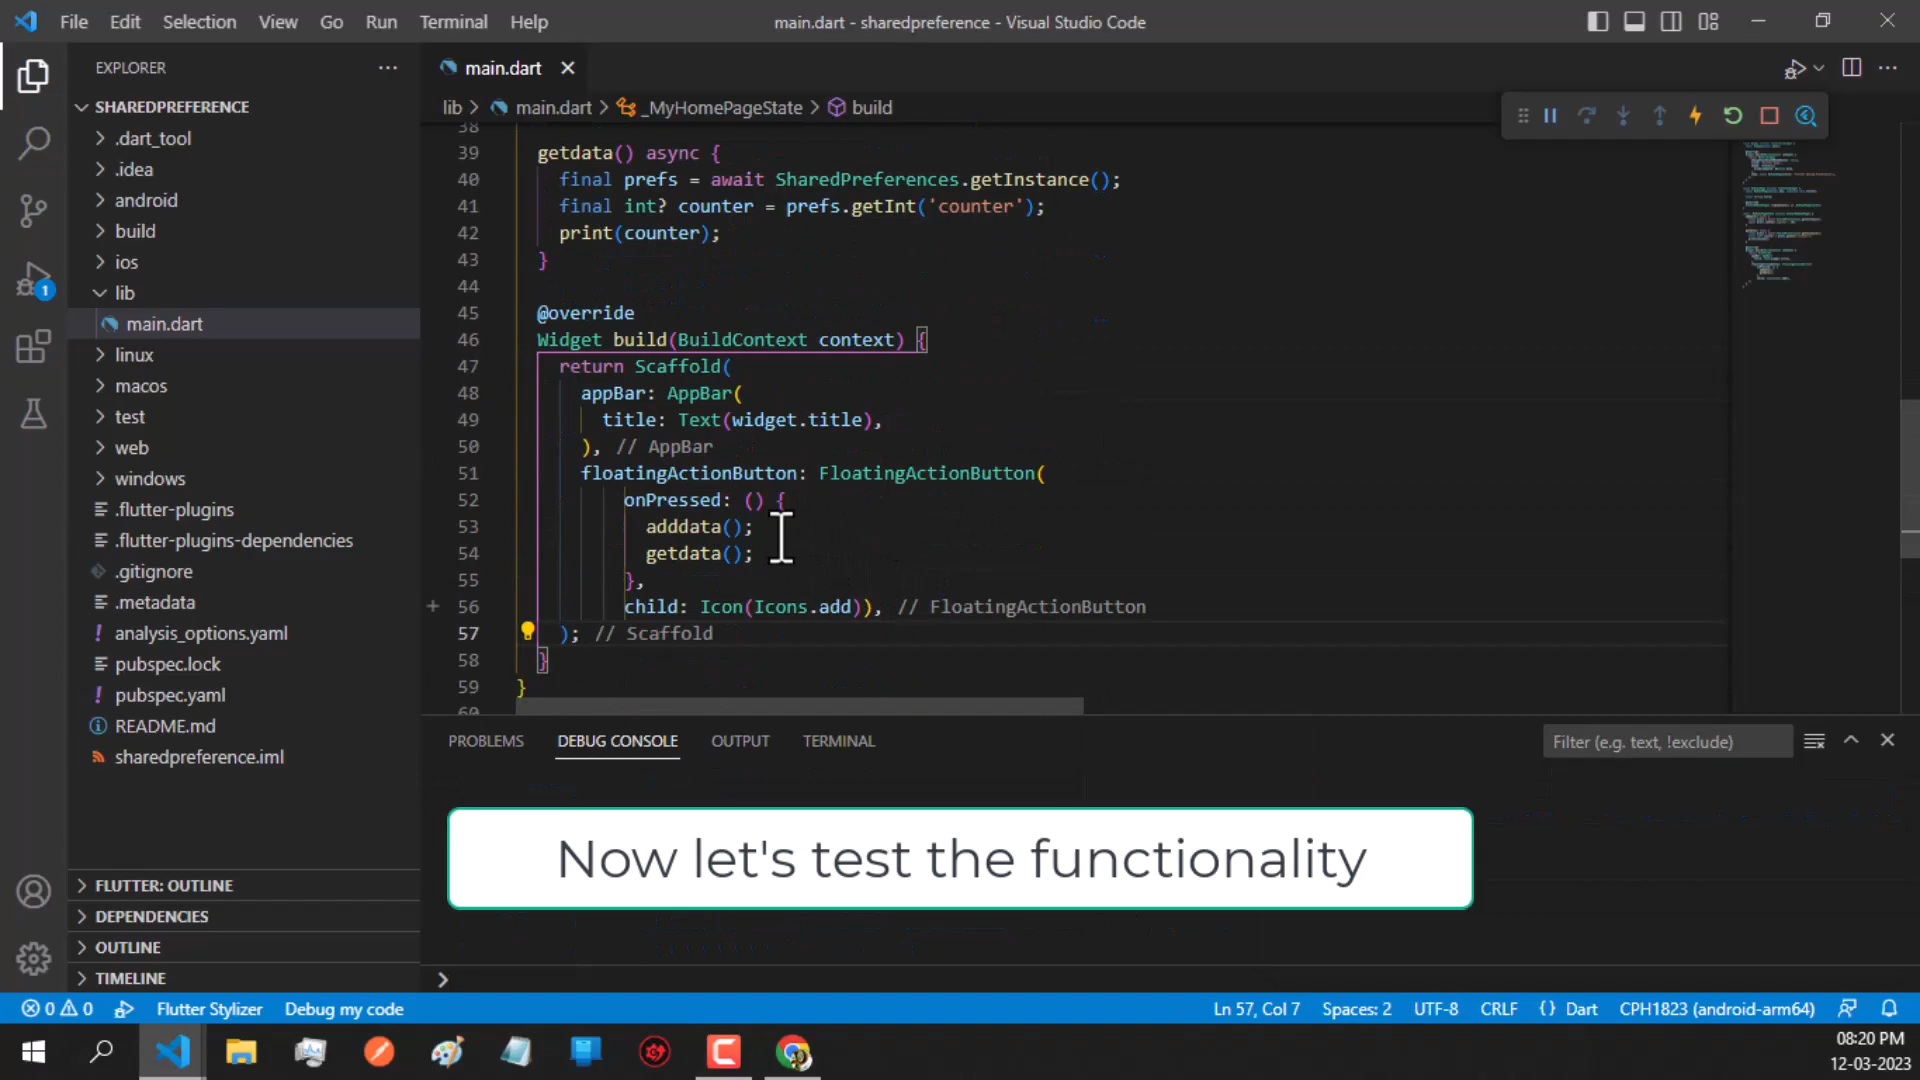 File Edit Selection View Go Run Terminal Help
main.dart - sharedpreference - Visual Studio Code
EXPLORER
SHAREDPREFERENCE
.dart_tool
.idea
android
build
ios
lib
main.dart
linux
macos
test
web
windows
.flutter-plugins
.flutter-plugins-dependencies
.gitignore
.metadata
analysis_options.yaml
pubspec.lock
pubspec.yaml
README.md
sharedpreference.iml
FLUTTER: OUTLINE
DEPENDENCIES
OUTLINE
TIMELINE
1
main.dart
lib > main.dart > _MyHomePageState > build
38
39 getdata() async {
40 final prefs = await SharedPreferences.getInstance();
41 final int? counter = prefs.getInt('counter');
42 print(counter);
43 }
44
45 @override
46 Widget build(BuildContext context) {
47 return Scaffold(
48 appBar: AppBar(
49 title: Text(widget.title),
50 ), // AppBar
51 floatingActionButton: FloatingActionButton(
52 onPressed: () {
53 adddata();
54 getdata();
55 },
56 child: Icon(Icons.add)), // FloatingActionButton
57 ); // Scaffold
58 }
59 }
60
PROBLEMS DEBUG CONSOLE OUTPUT TERMINAL
Filter (e.g. text, !exclude)
Now let's test the functionality
0 0 Flutter Stylizer Debug my code
Ln 57, Col 7 Spaces: 2 UTF-8 CRLF {} Dart CPH1823 (android-arm64)
08:20 PM
12-03-2023